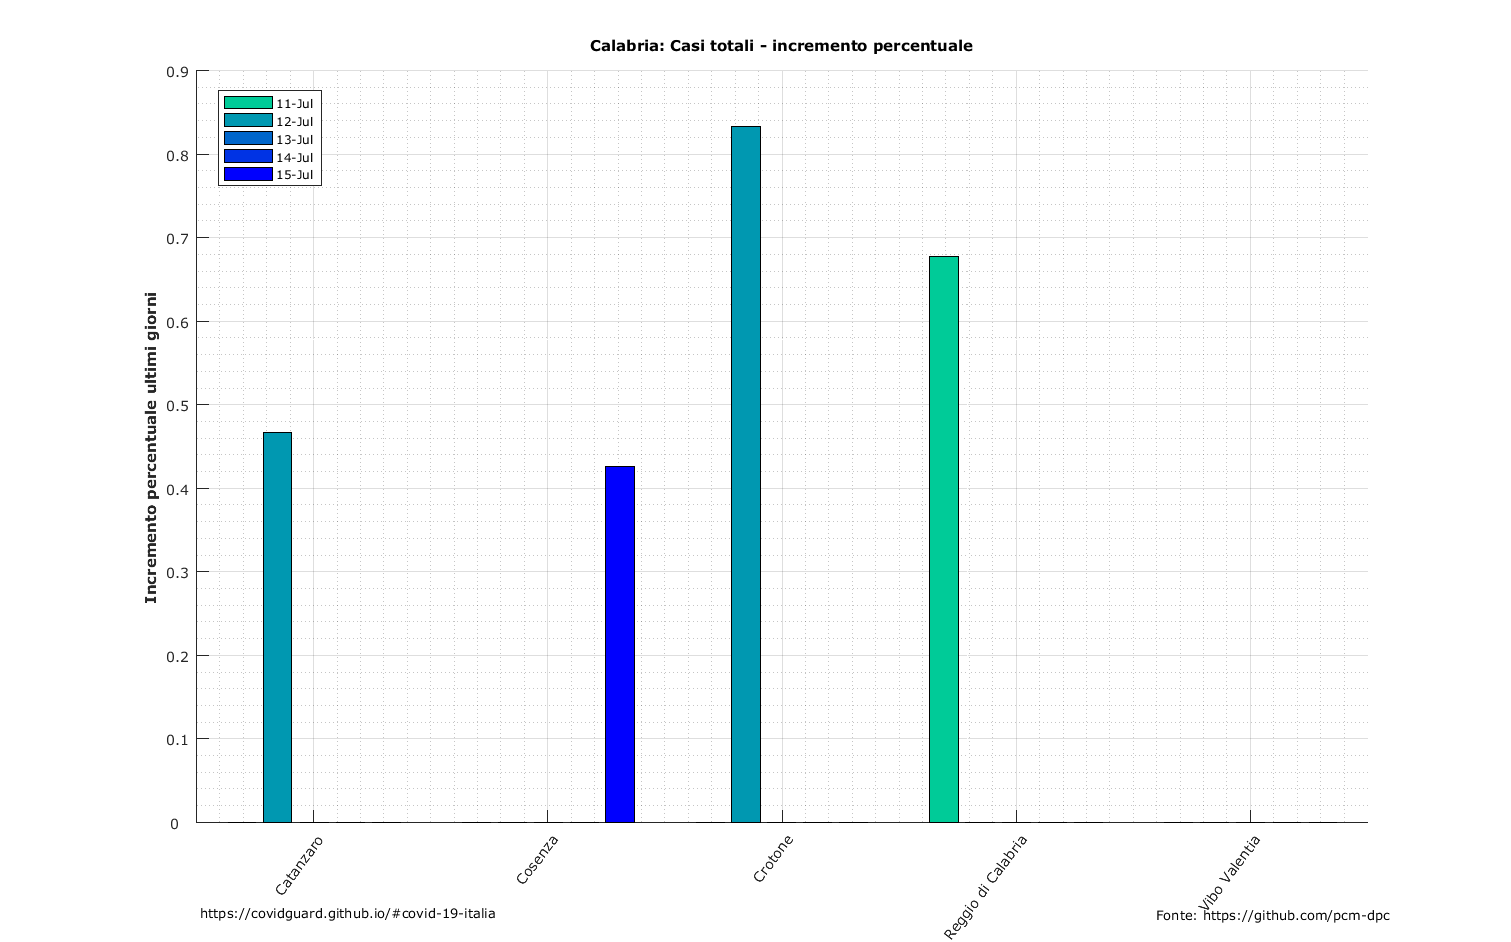 Calabria: Casi totali - incremento percentuale
0.9
0.8
0.7
0.6
0.5
0.4
0.3
0.2
0.1
0
Incremento percentuale ultimi giorni
11-Jul
12-Jul
13-Jul
14-Jul
15-Jul
Catanzaro
Cosenza
Crotone
Reggio di Calabria
Vibo Valentia
https://covidguard.github.io/#covid-19-italia
Fonte: https://github.com/pcm-dpc